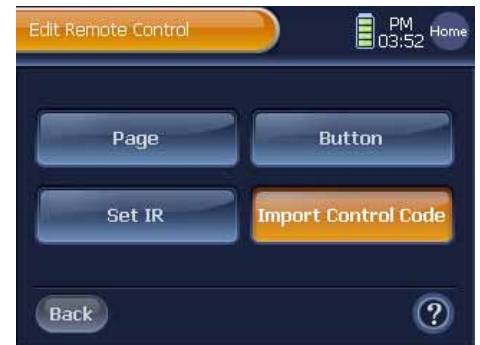 Edit Remote Control
PM
03:52
Home
Page
Button
Set IR
Import Control Code
Back
?